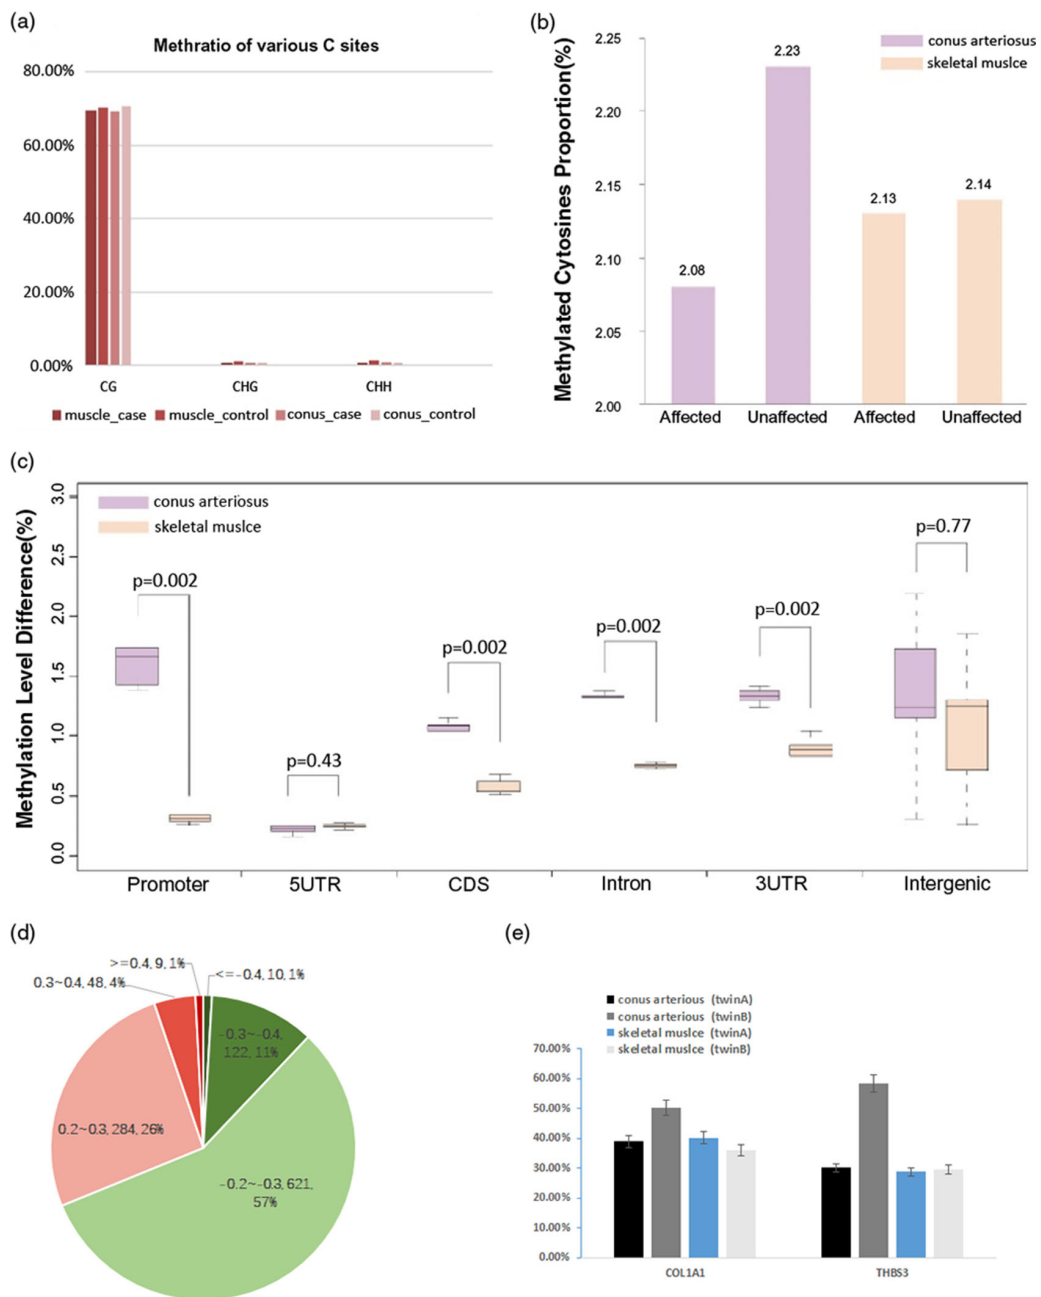 (a)
Methratio of various C sites
80.00%
60.00%
40.00%
20.00%
0.00%
CG CHG CHH
muscle_case muscle_control conus_case conus_control
(b)
Methylated Cytosines Proportion(%)
2.25
2.20
2.15
2.10
2.05
2.00
conus arteriosus
skeletal muslce
2.08
2.23
2.13
2.14
Affected Unaffected Affected Unaffected
(c)
Methylation Level Difference(%)
3.0
2.5
2.0
1.5
1.0
0.5
0.0
conus arteriosus
skeletal muslce
p=0.002
p=0.43
p=0.002
p=0.002
p=0.002
p=0.77
Promoter 5UTR CDS Intron 3UTR Intergenic
(d)
>=0.4, 9, 1%
<=-0.4, 10, 1%
0.3~0.4, 48, 4%
-0.3~-0.4,
122, 11%
0.2~0.3, 284, 26%
-0.2~-0.3, 621,
57%
(e)
conus arterious (twinA)
conus arterious (twinB)
skeletal muslce (twinA)
skeletal muslce (twinB)
70.00%
60.00%
50.00%
40.00%
30.00%
20.00%
10.00%
0.00%
COL1A1 THBS3